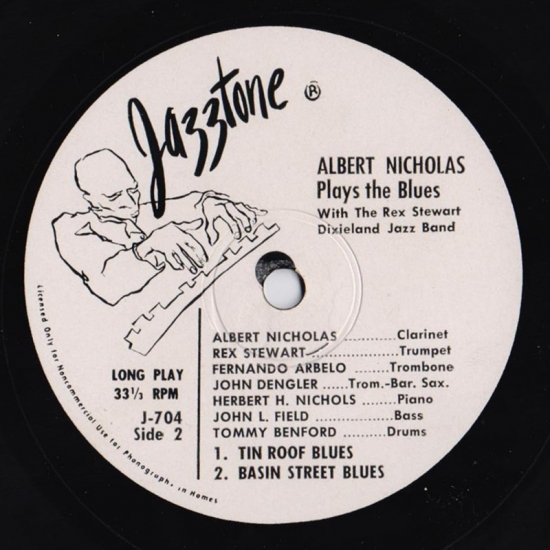 Jazztone ®
ALBERT NICHOLAS
Plays the Blues
With The Rex Stewart
Dixieland Jazz Band
ALBERT NICHOLAS ..........Clarinet
REX STEWART ..................Trumpet
FERNANDO ARBELO .......Trombone
JOHN DENGLER .....Trom.-Bar. Sax.
HERBERT H. NICHOLS .......Piano
JOHN L. FIELD ....................Bass
TOMMY BENFORD ...........Drums
1. TIN ROOF BLUES
2. BASIN STREET BLUES
LONG PLAY
33⅓ RPM
J-704
Side 2
Licensed Only for Noncommercial Use for Phonograph, in Homes